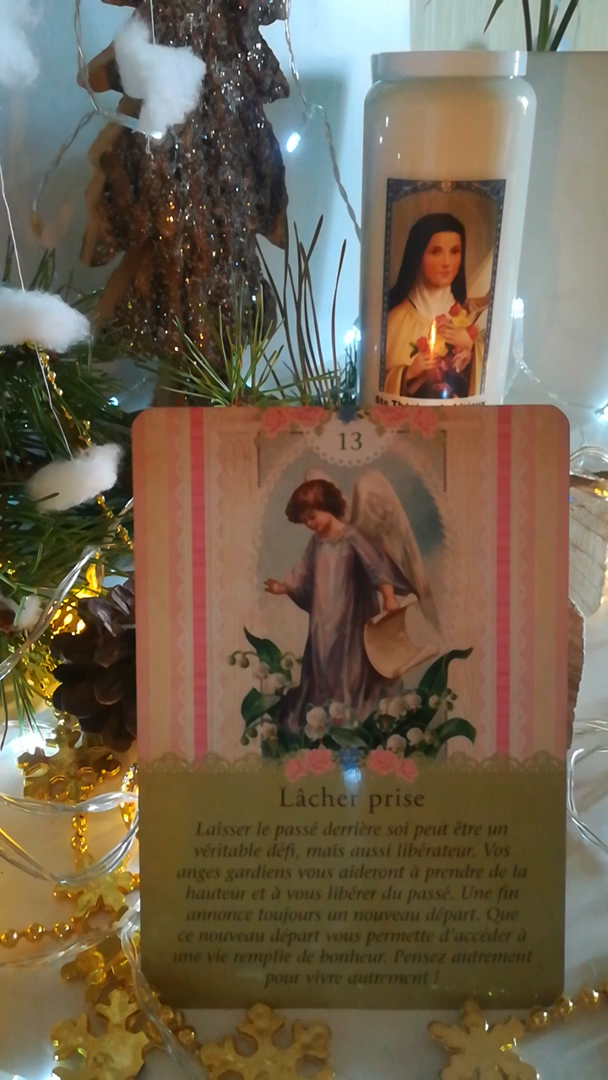 Ste Thérèse
13
Lâcher prise
Laisser le passé derrière soi peut être un
véritable défi, mais aussi libérateur. Vos
anges gardiens vous aideront à prendre de la
hauteur et à vous libérer du passé. Une fin
annonce toujours un nouveau départ. Que
ce nouveau départ vous permette d'accéder à
une vie remplie de bonheur. Pensez autrement
pour vivre autrement !